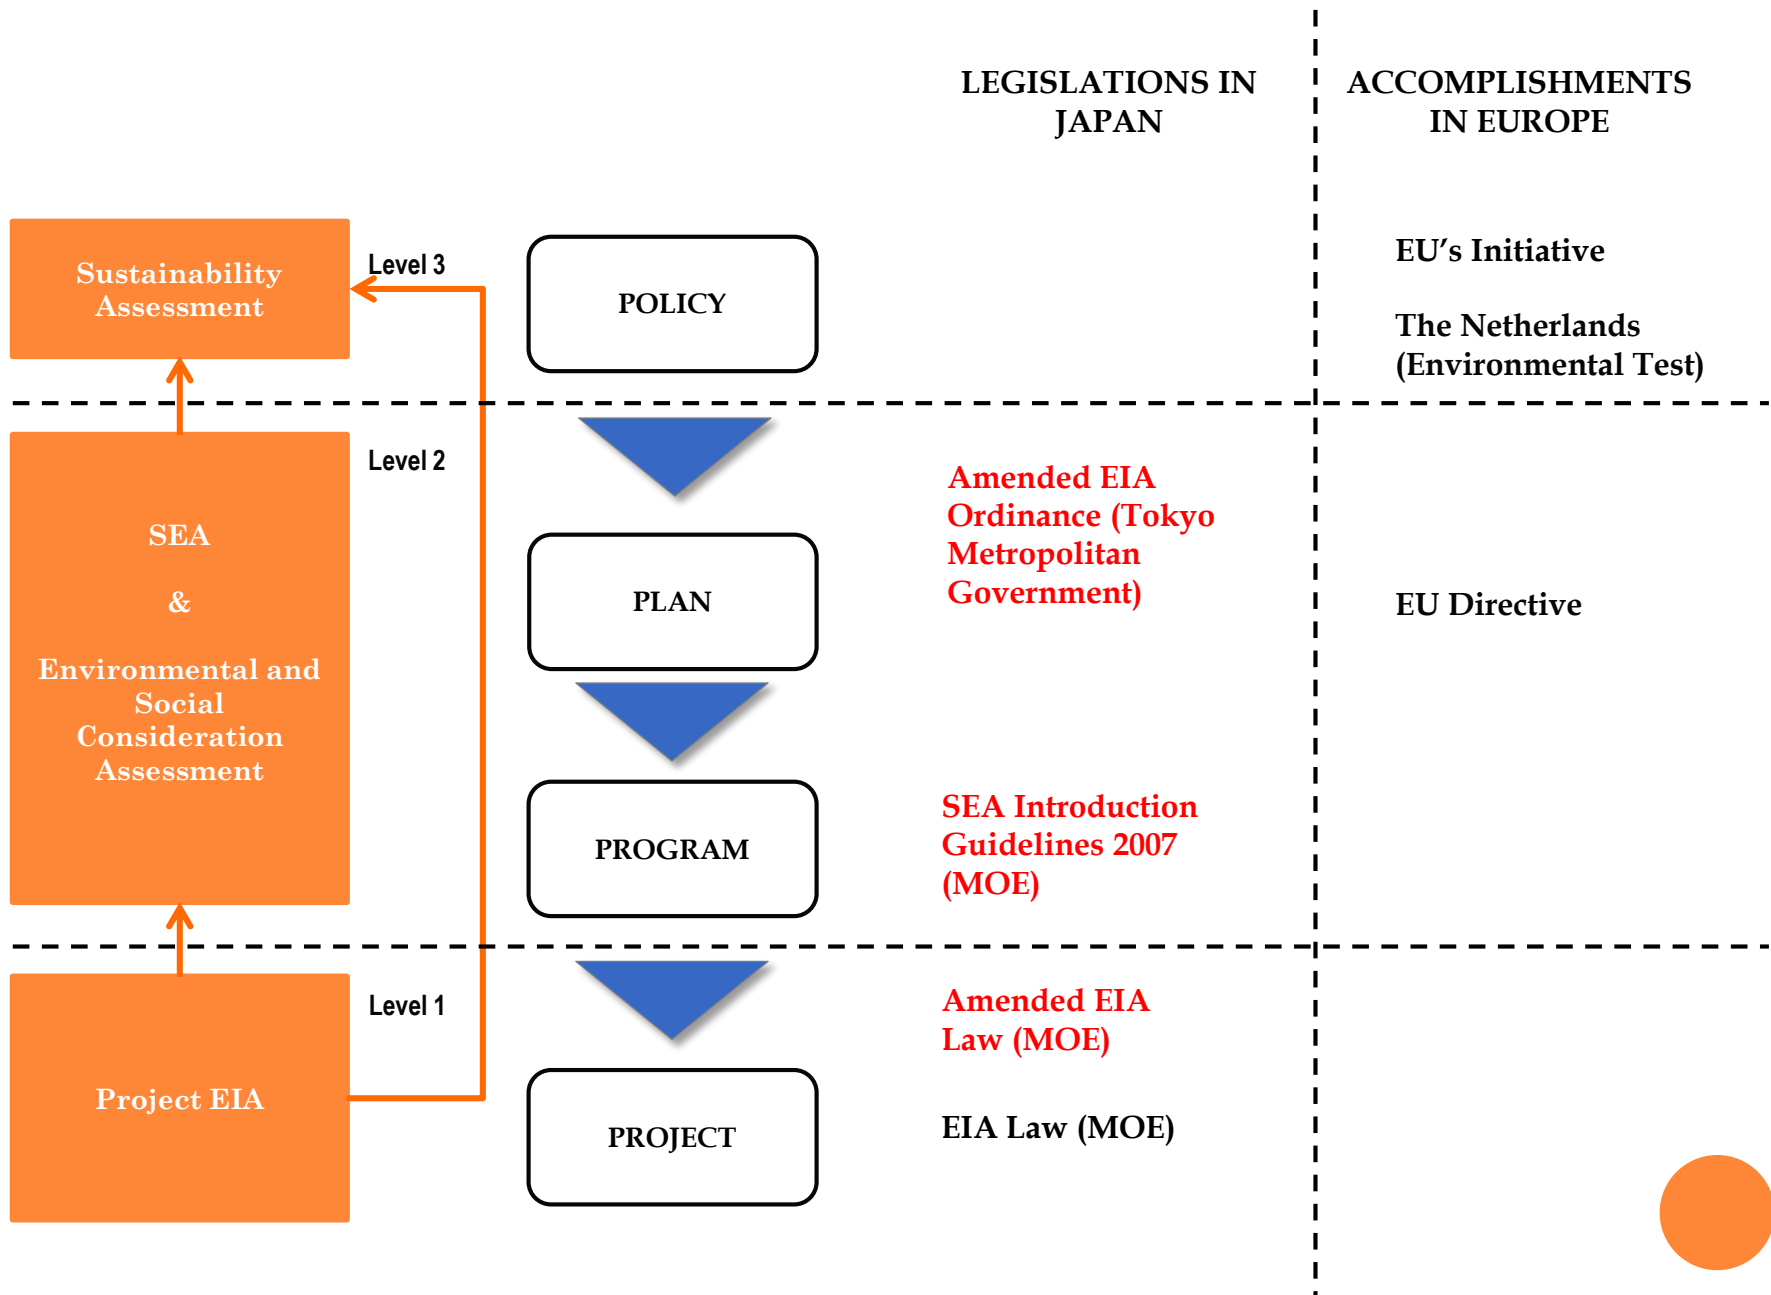 LEGISLATIONS IN
JAPAN
ACCOMPLISHMENTS
IN EUROPE
Sustainability
Assessment
Level 3
POLICY
EU’s Initiative
The Netherlands
(Environmental Test)
SEA
&
Environmental and
Social
Consideration
Assessment
Level 2
PLAN
Amended EIA
Ordinance (Tokyo
Metropolitan
Government)
EU Directive
PROGRAM
SEA Introduction
Guidelines 2007
(MOE)
Project EIA
Level 1
PROJECT
Amended EIA
Law (MOE)
EIA Law (MOE)